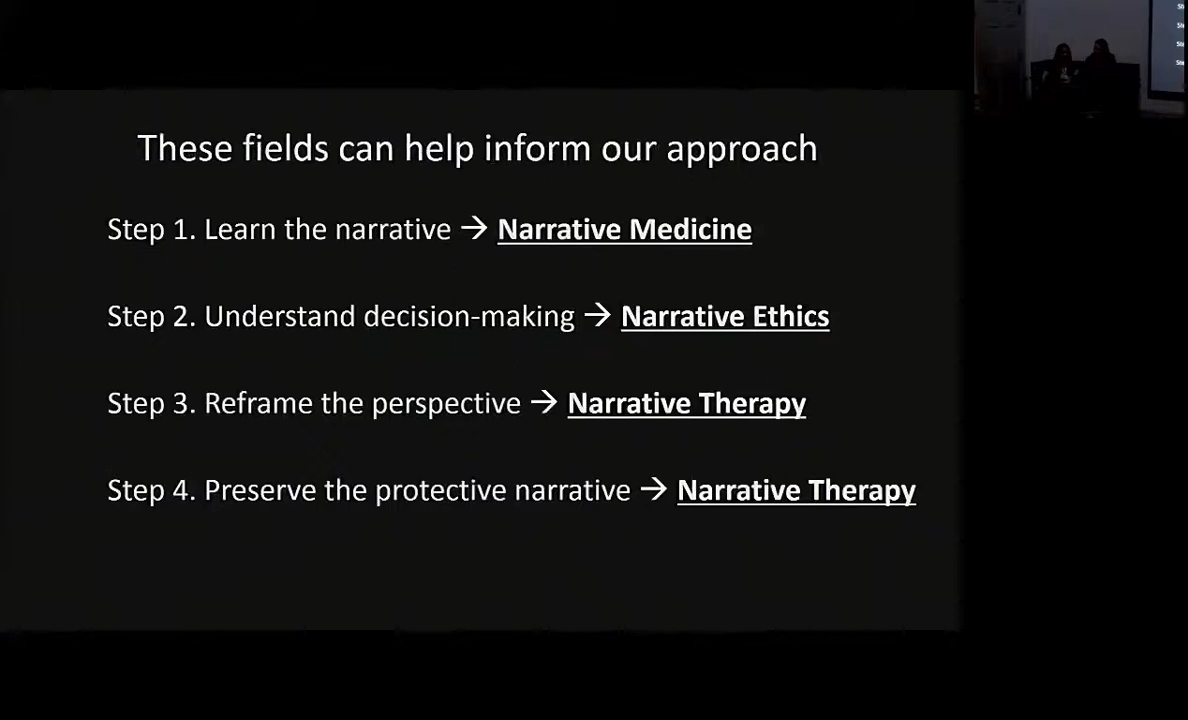 These fields can help inform our approach
Step 1. Learn the narrative → Narrative Medicine
Step 2. Understand decision-making → Narrative Ethics
Step 3. Reframe the perspective → Narrative Therapy
Step 4. Preserve the protective narrative → Narrative Therapy